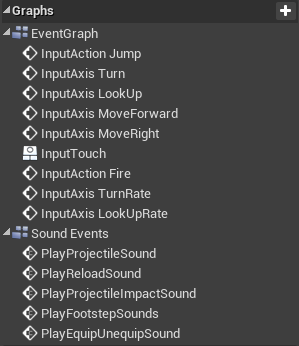 Graphs
EventGraph
InputAction Jump
InputAxis Turn
InputAxis LookUp
InputAxis MoveForward
InputAxis MoveRight
InputTouch
InputAction Fire
InputAxis TurnRate
InputAxis LookUpRate
Sound Events
PlayProjectileSound
PlayReloadSound
PlayProjectileImpactSound
PlayFootstepSounds
PlayEquipUnequipSound